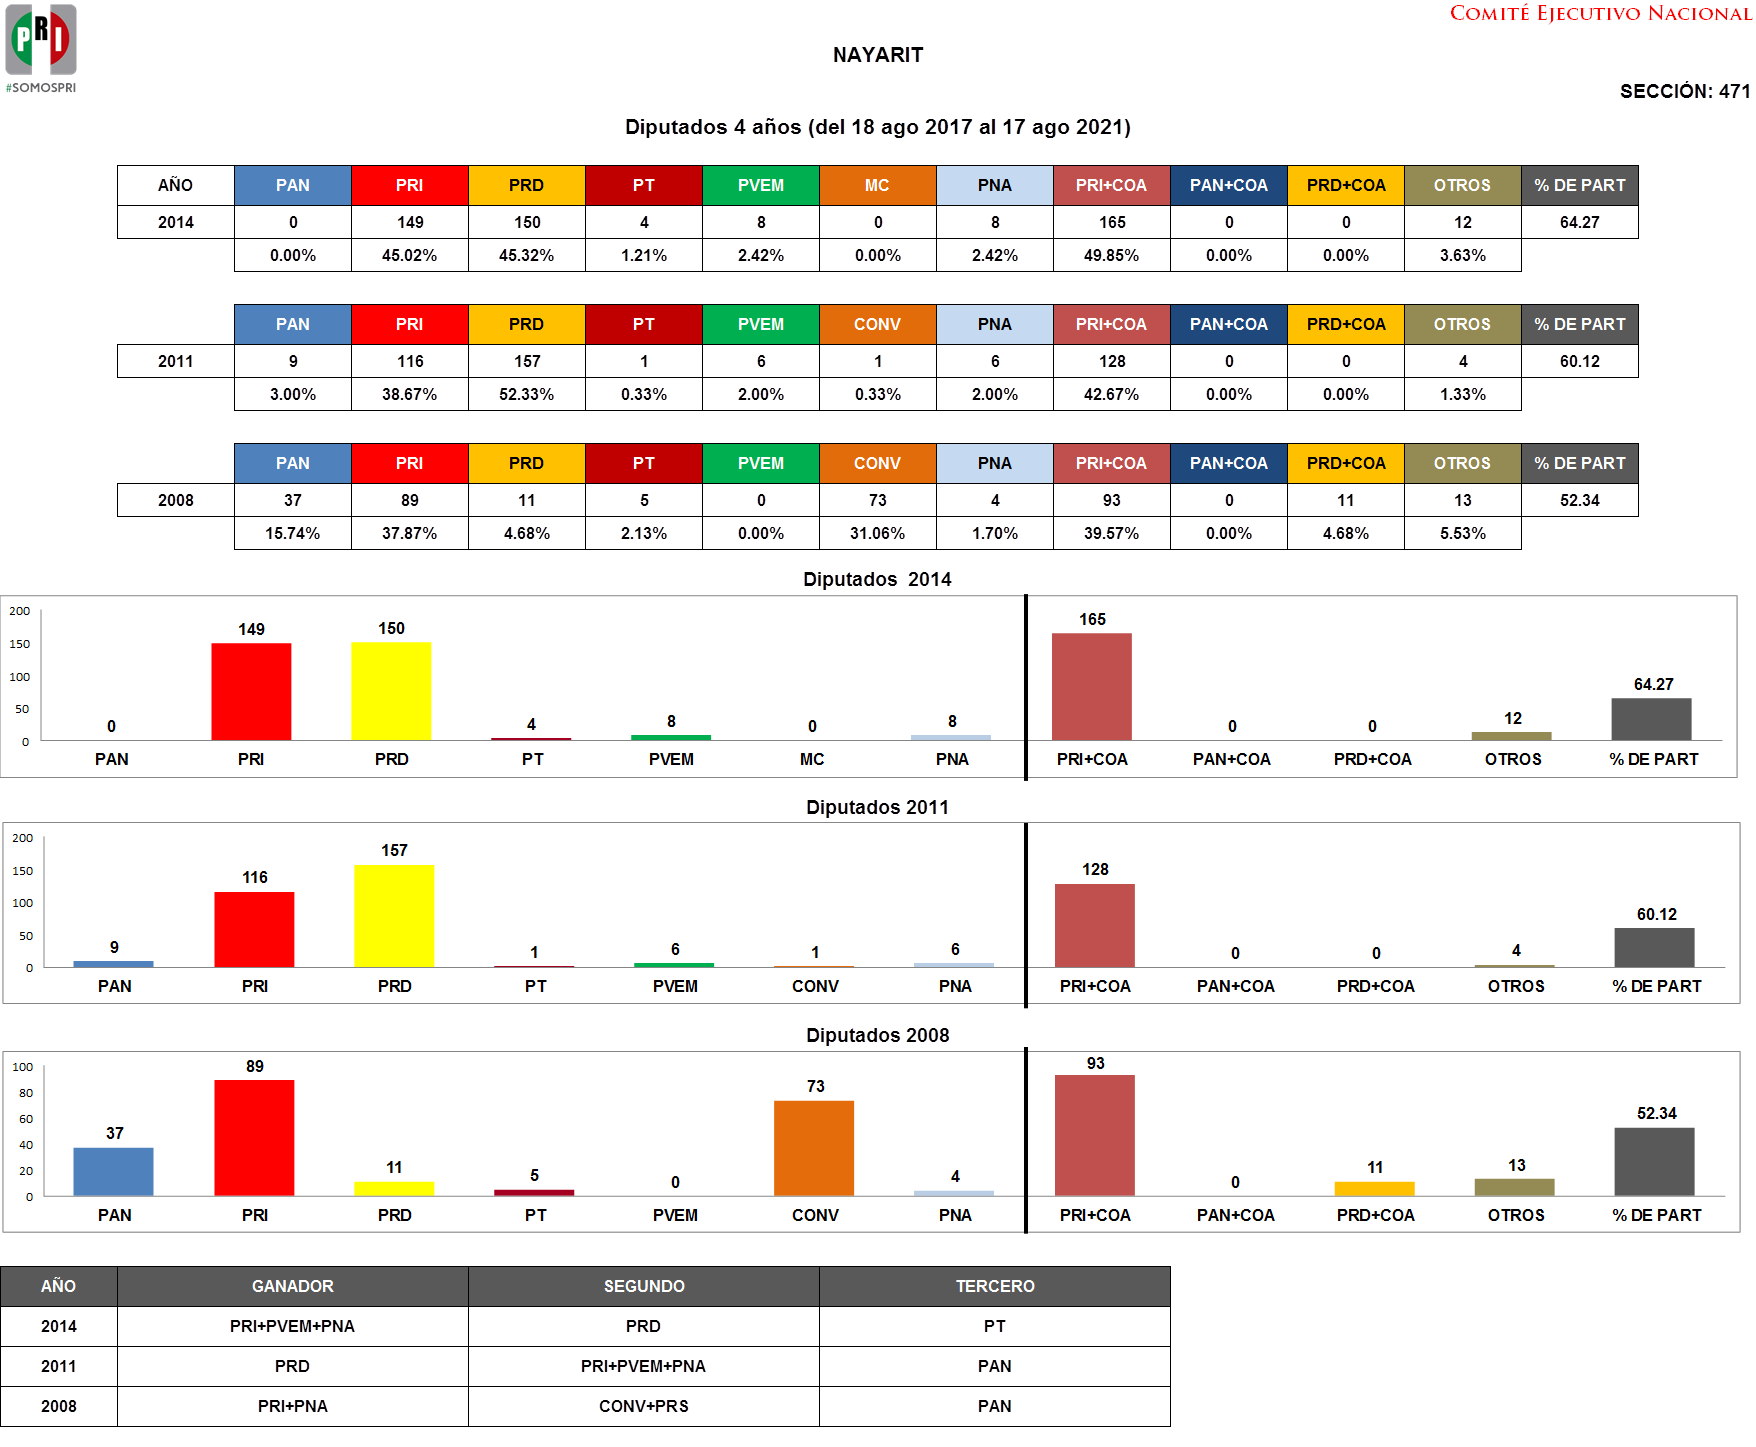 PRI
#SOMOSPRI
COMITÉ EJECUTIVO NACIONAL
NAYARIT
SECCIÓN: 471
Diputados 4 años (del 18 ago 2017 al 17 ago 2021)
AÑO PAN PRI PRD PT PVEM MC PNA PRI+COA PAN+COA PRD+COA OTROS % DE PART
2014 0 149 150 4 8 0 8 165 0 0 12 64.27
0.00% 45.02% 45.32% 1.21% 2.42% 0.00% 2.42% 49.85% 0.00% 0.00% 3.63%
PAN PRI PRD PT PVEM CONV PNA PRI+COA PAN+COA PRD+COA OTROS % DE PART
2011 9 116 157 1 6 1 6 128 0 0 4 60.12
3.00% 38.67% 52.33% 0.33% 2.00% 0.33% 2.00% 42.67% 0.00% 0.00% 1.33%
PAN PRI PRD PT PVEM CONV PNA PRI+COA PAN+COA PRD+COA OTROS % DE PART
2008 37 89 11 5 0 73 4 93 0 11 13 52.34
15.74% 37.87% 4.68% 2.13% 0.00% 31.06% 1.70% 39.57% 0.00% 4.68% 5.53%
Diputados 2014
200
150
100
50
0
0 149 150 4 8 0 8 165 0 0 12 64.27
PAN PRI PRD PT PVEM MC PNA PRI+COA PAN+COA PRD+COA OTROS % DE PART
Diputados 2011
200
150
100
50
0
9 116 157 1 6 1 6 128 0 0 4 60.12
PAN PRI PRD PT PVEM CONV PNA PRI+COA PAN+COA PRD+COA OTROS % DE PART
Diputados 2008
100
80
60
40
20
0
37 89 11 5 0 73 4 93 0 11 13 52.34
PAN PRI PRD PT PVEM CONV PNA PRI+COA PAN+COA PRD+COA OTROS % DE PART
AÑO GANADOR SEGUNDO TERCERO
2014 PRI+PVEM+PNA PRD PT
2011 PRD PRI+PVEM+PNA PAN
2008 PRI+PNA CONV+PRS PAN